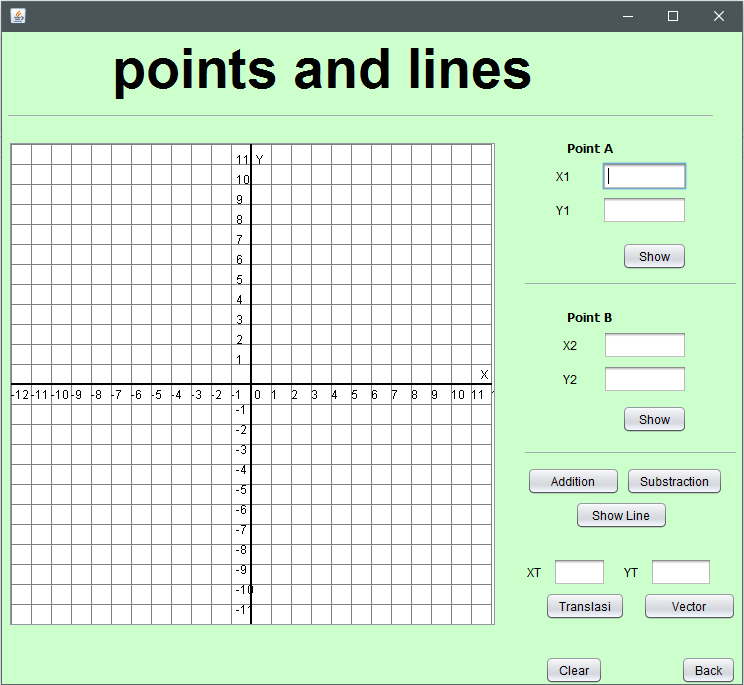 points and lines
11 Y
10
9
8
7
6
5
4
3
2
1
X
-12 -11 -10 -9 -8 -7 -6 -5 -4 -3 -2 -1 0 1 2 3 4 5 6 7 8 9 10 11
-1
-2
-3
-4
-5
-6
-7
-8
-9
-10
-11
Point A
X1
Y1
Show
Point B
X2
Y2
Show
Addition Substraction
Show Line
XT YT
Translasi Vector
Clear Back